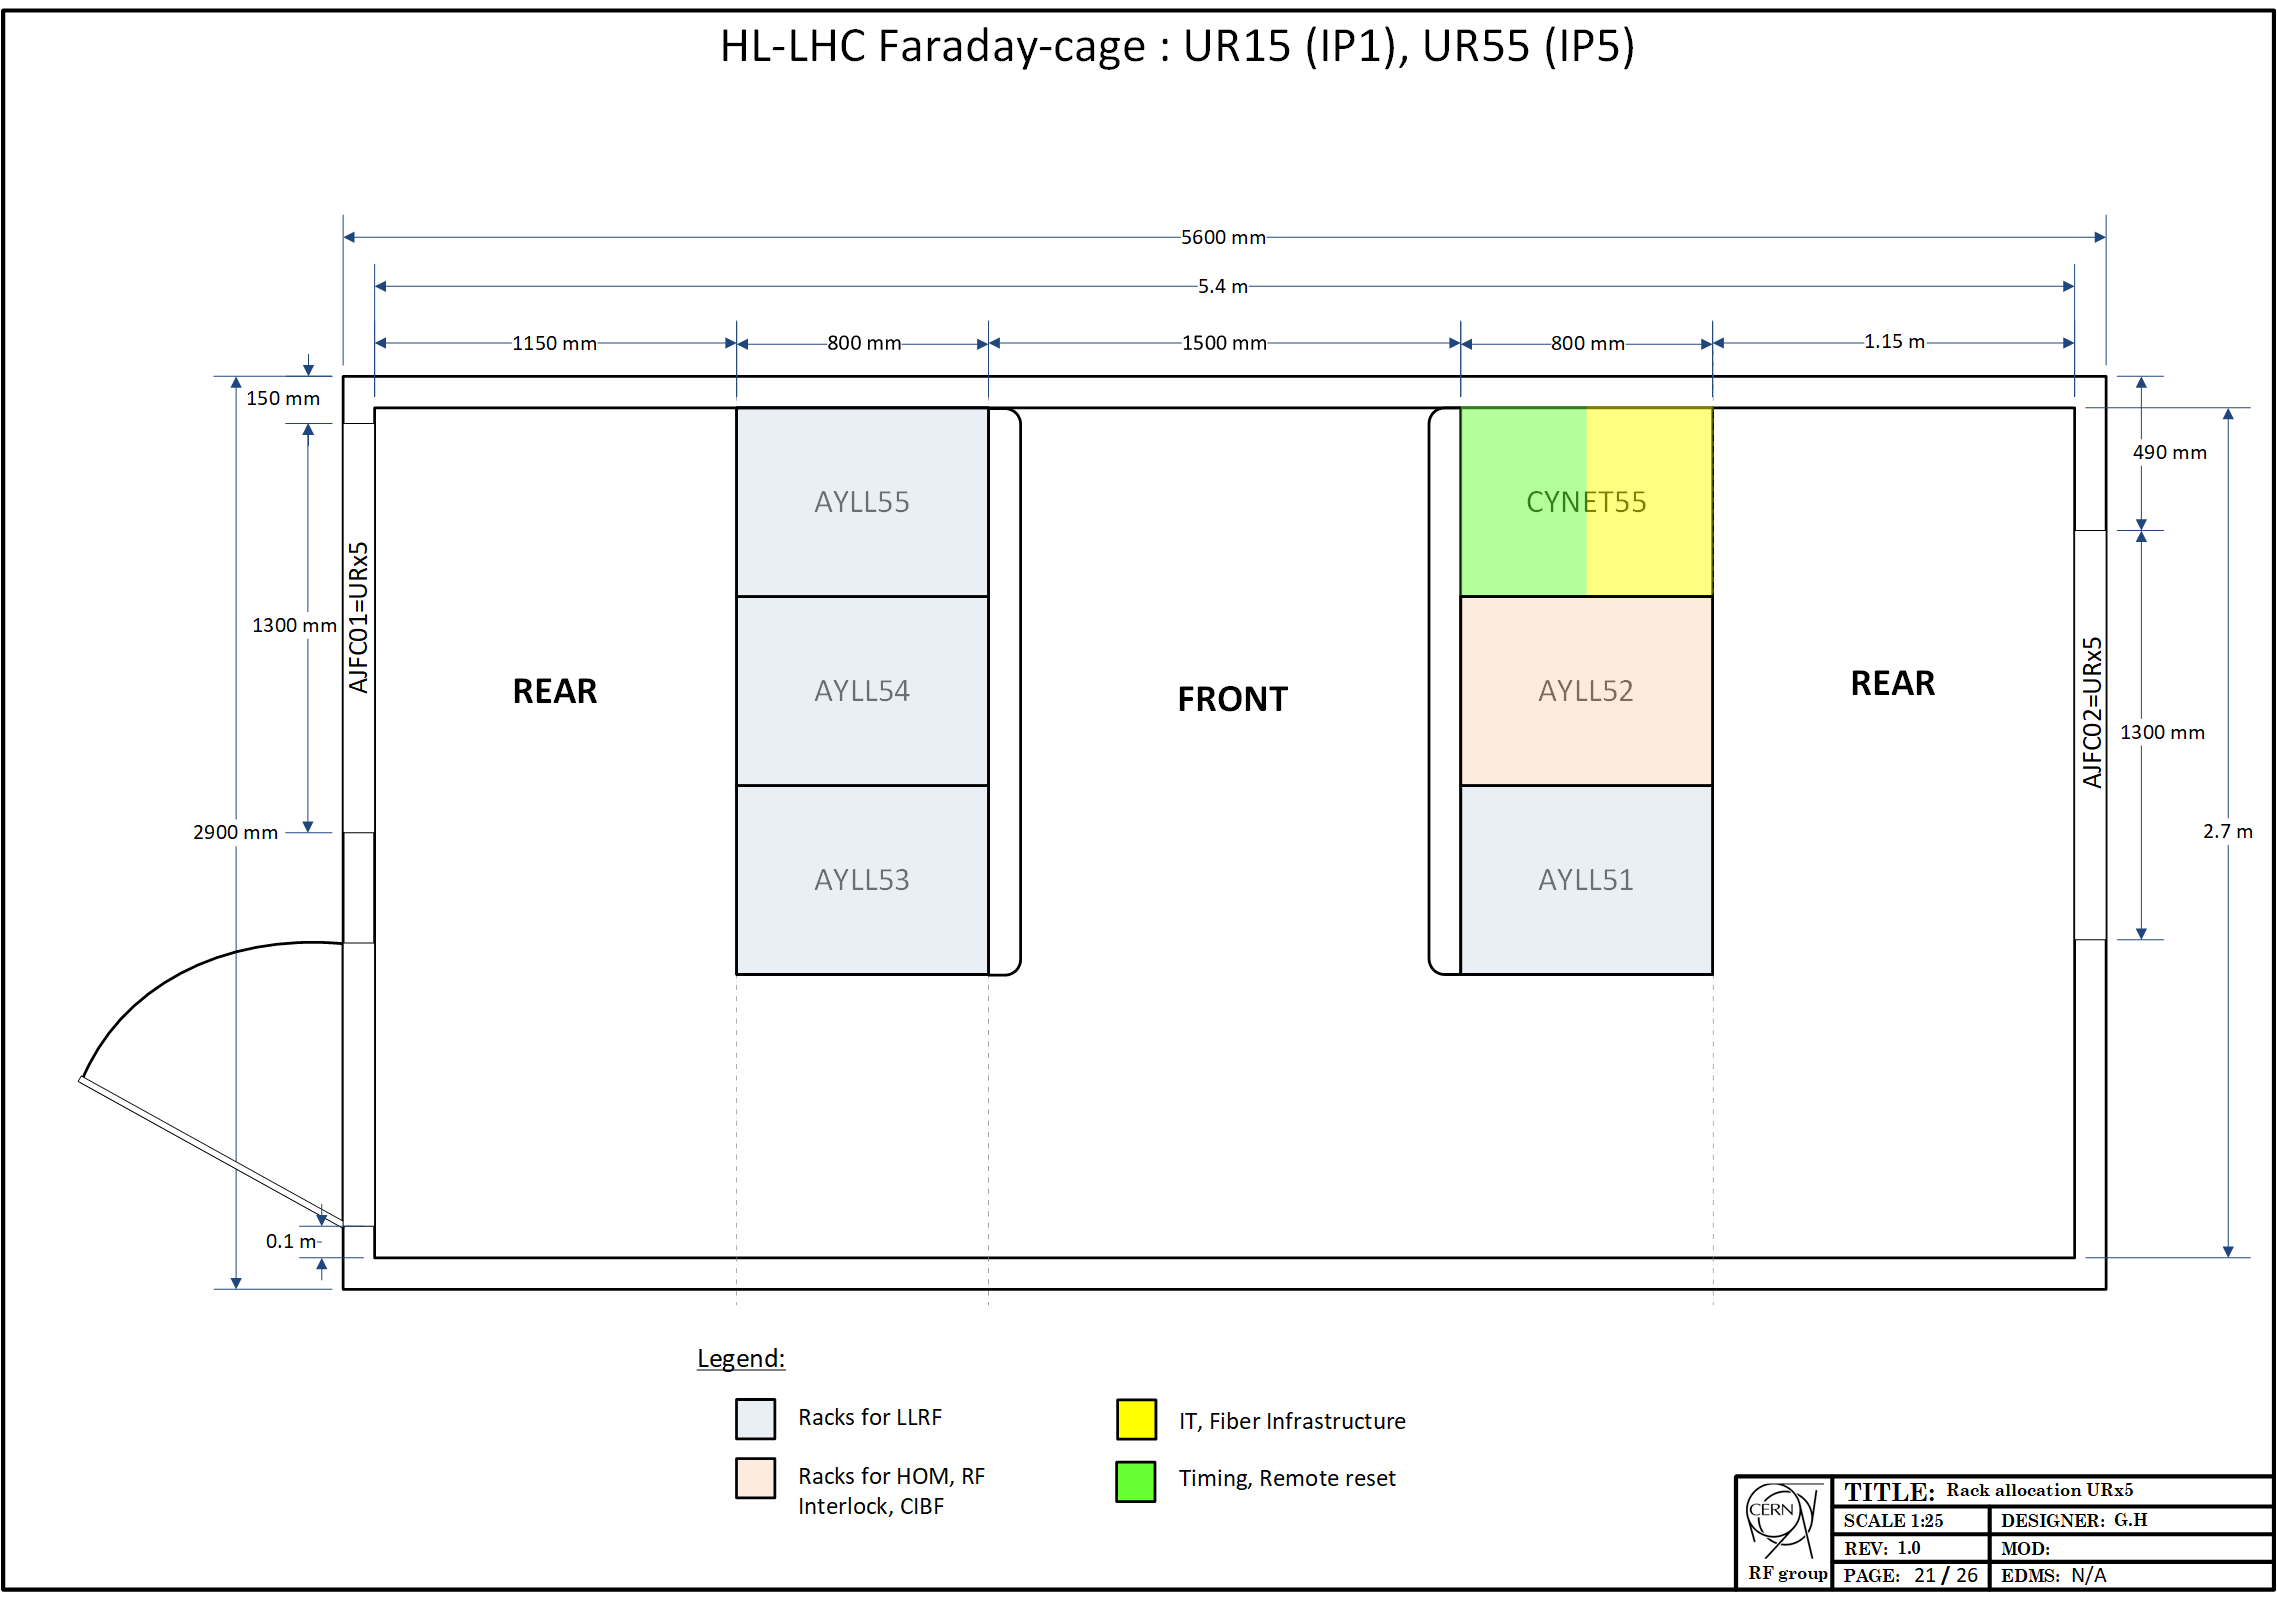 HL-LHC Faraday-cage : UR15 (IP1), UR55 (IP5)
5600 mm
5.4 m
1150 mm
800 mm
1500 mm
800 mm
1.15 m
150 mm
490 mm
AYLL55
CYNET55
AJFC01=URx5
1300 mm
REAR
AYLL54
FRONT
AYLL52
REAR
AJFC02=URx5
1300 mm
2900 mm
2.7 m
AYLL53
AYLL51
0.1 m
Legend:
Racks for LLRF
IT, Fiber Infrastructure
Racks for HOM, RF
Interlock, CIBF
Timing, Remote reset
CERN
RF group
TITLE: Rack allocation URx5
SCALE 1:25
DESIGNER: G.H
REV: 1.0
MOD:
PAGE: 21 / 26
EDMS: N/A